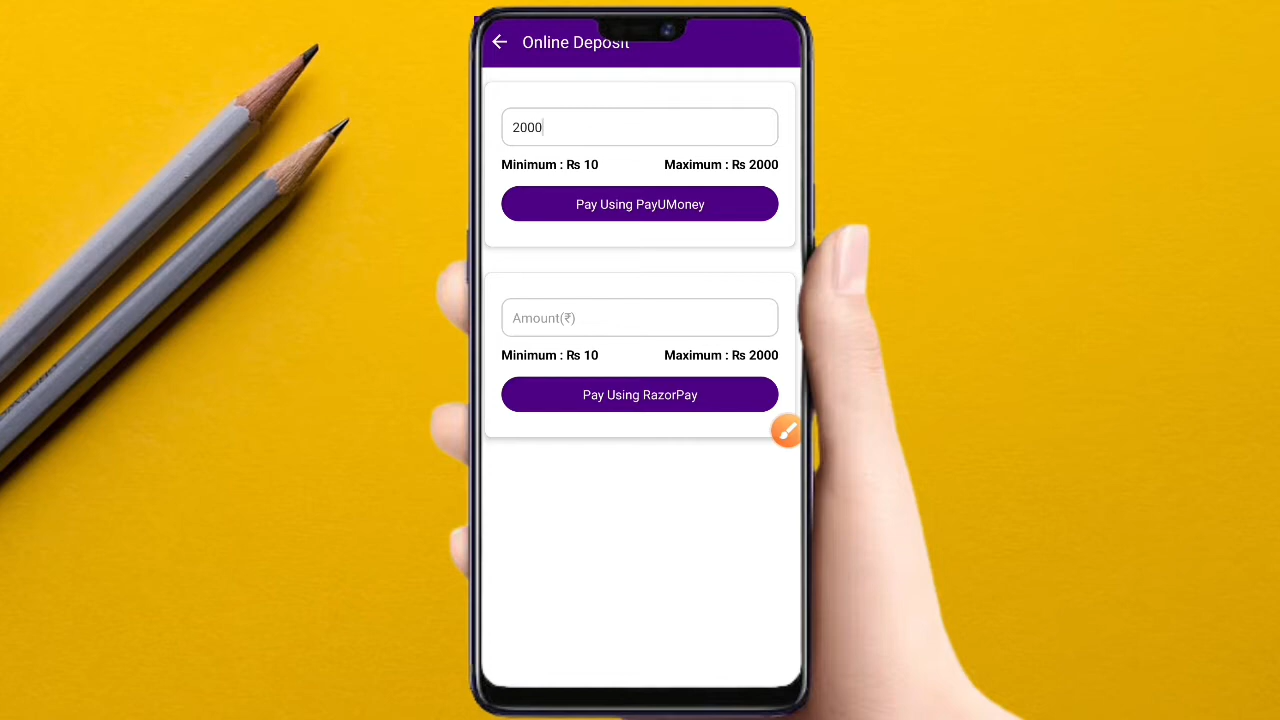 Online Deposit
2000
Minimum : Rs 10 Maximum : Rs 2000
Pay Using PayUMoney
Amount(₹)
Minimum : Rs 10 Maximum : Rs 2000
Pay Using RazorPay